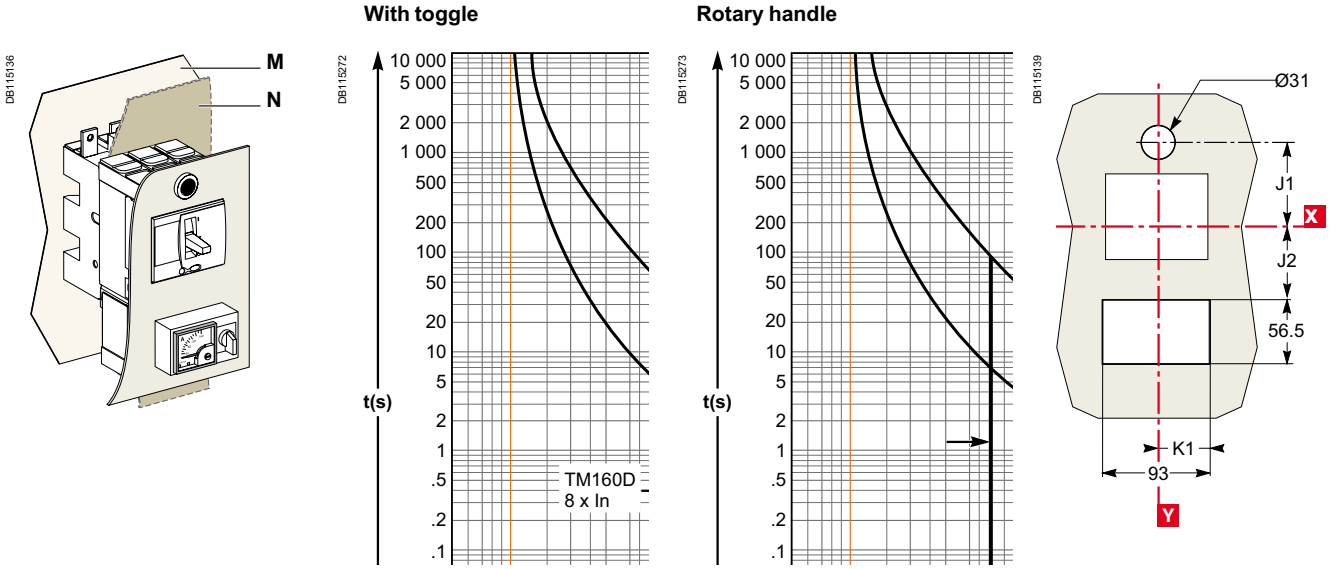 With toggle
Rotary handle
DB115136
M
N
DB115272
10 000
5 000
2 000
1 000
500
200
100
50
20
10
5
2
1
.5
.2
.1
t(s)
TM160D
8 x In
DB115273
10 000
5 000
2 000
1 000
500
200
100
50
20
10
5
2
1
.5
.2
.1
t(s)
DB115139
Ø31
J1
X
J2
56.5
K1
93
Y